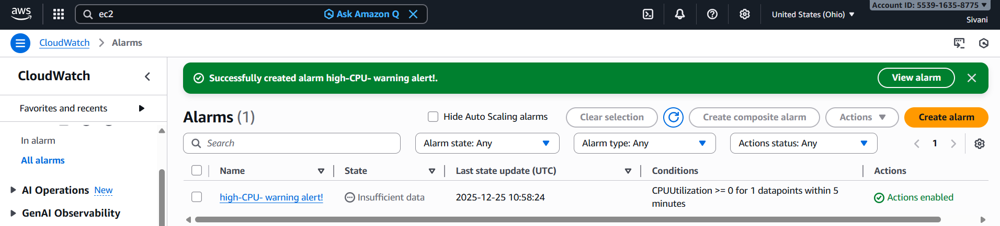 aws
ec2
Ask Amazon Q
United States (Ohio)
Account ID: 5539-1635-8775
Sivani
CloudWatch
Alarms
CloudWatch
Favorites and recents
In alarm
All alarms
AI Operations New
GenAI Observability
Successfully created alarm high-CPU- warning alert!.
View alarm
Alarms (1)
Hide Auto Scaling alarms
Clear selection
Create composite alarm
Actions
Create alarm
Search
Alarm state: Any
Alarm type: Any
Actions status: Any
1
Name State Last state update (UTC) Conditions Actions
high-CPU- warning alert! Insufficient data 2025-12-25 10:58:24 CPUUtilization >= 0 for 1 datapoints within 5
minutes
Actions enabled